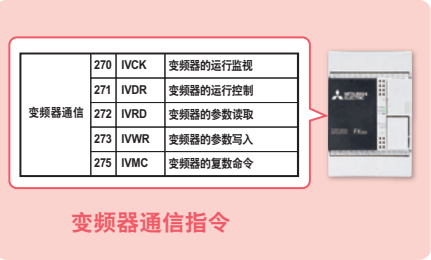 变频器通信
270 IVCK 变频器的运行监视
271 IVDR 变频器的运行控制
272 IVRD 变频器的参数读取
273 IVWR 变频器的参数写入
275 IVMC 变频器的复数命令
MITSUBISHI
ELECTRIC
变频器通信指令